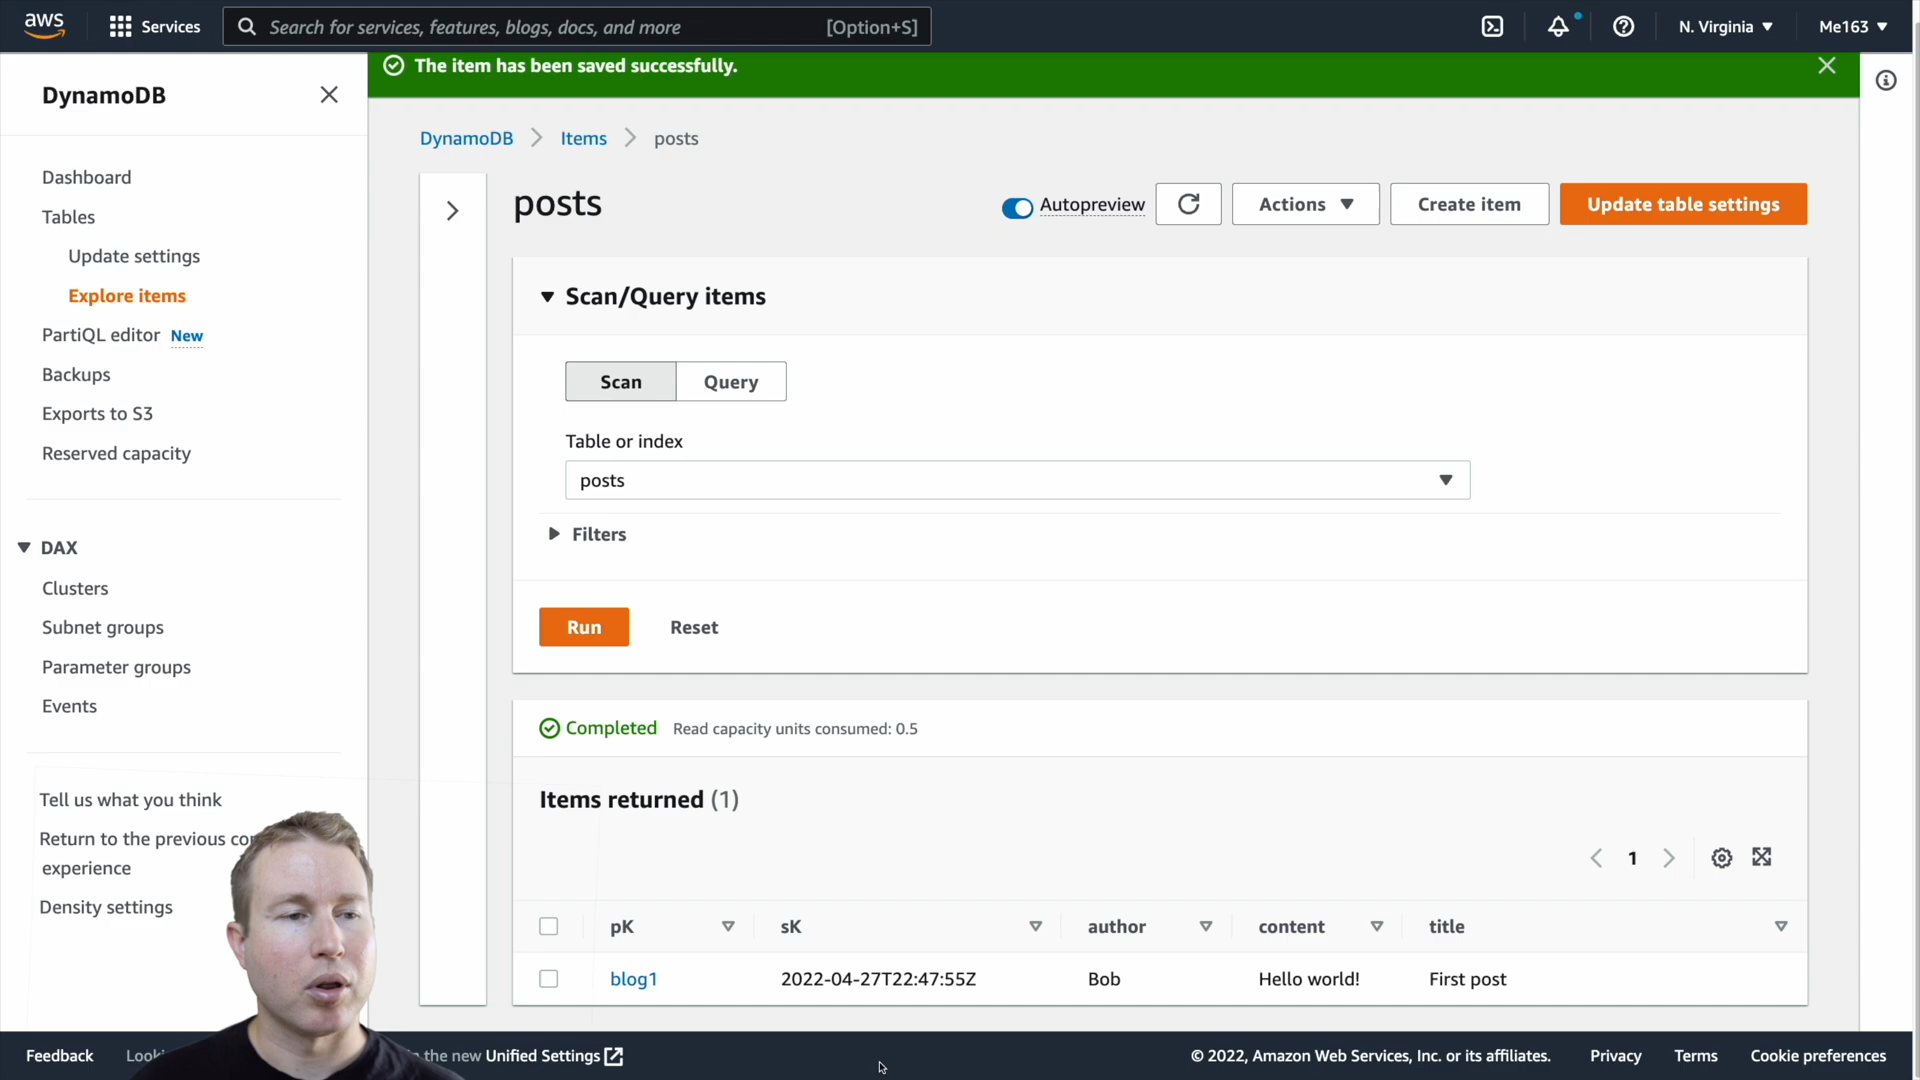 aws
Services
Search for services, features, blogs, docs, and more
[Option+S]
N. Virginia
Me163
The item has been saved successfully.
DynamoDB
Dashboard
Tables
Update settings
Explore items
PartiQL editor New
Backups
Exports to S3
Reserved capacity
DAX
Clusters
Subnet groups
Parameter groups
Events
Tell us what you think
Return to the previous
experience
Density settings
DynamoDB > Items > posts
posts
Autopreview
Actions
Create item
Update table settings
Scan/Query items
Scan
Query
Table or index
posts
Filters
Run
Reset
Completed Read capacity units consumed: 0.5
Items returned (1)
1
pK sK author content title
blog1 2022-04-27T22:47:55Z Bob Hello world! First post
Feedback
the new Unified Settings
© 2022, Amazon Web Services, Inc. or its affiliates.
Privacy
Terms
Cookie preferences